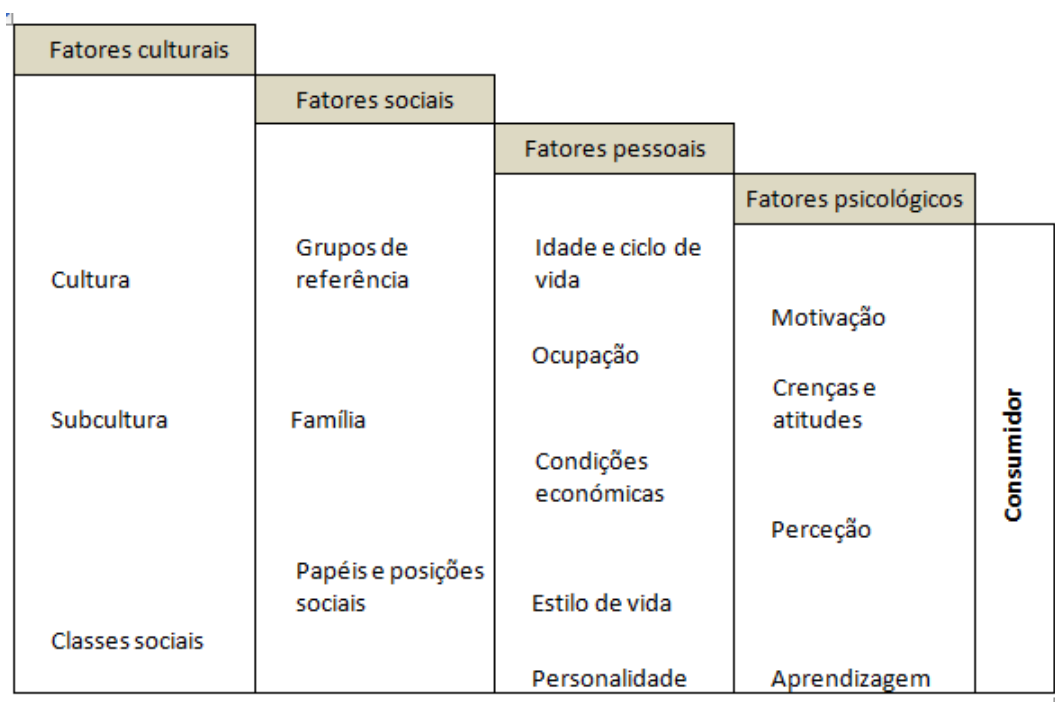 Fatores culturais
Cultura
Subcultura
Classes sociais
Fatores sociais
Grupos de
referência
Família
Papéis e posições
sociais
Fatores pessoais
Idade e ciclo de
vida
Ocupação
Condições
económicas
Estilo de vida
Personalidade
Fatores psicológicos
Motivação
Crenças e
atitudes
Perceção
Aprendizagem
Consumidor